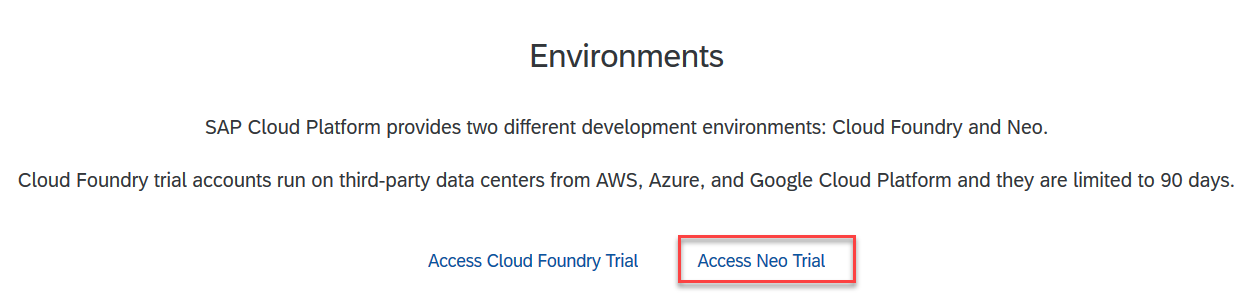 Environments
SAP Cloud Platform provides two different development environments: Cloud Foundry and Neo.
Cloud Foundry trial accounts run on third-party data centers from AWS, Azure, and Google Cloud Platform and they are limited to 90 days.
Access Cloud Foundry Trial Access Neo Trial